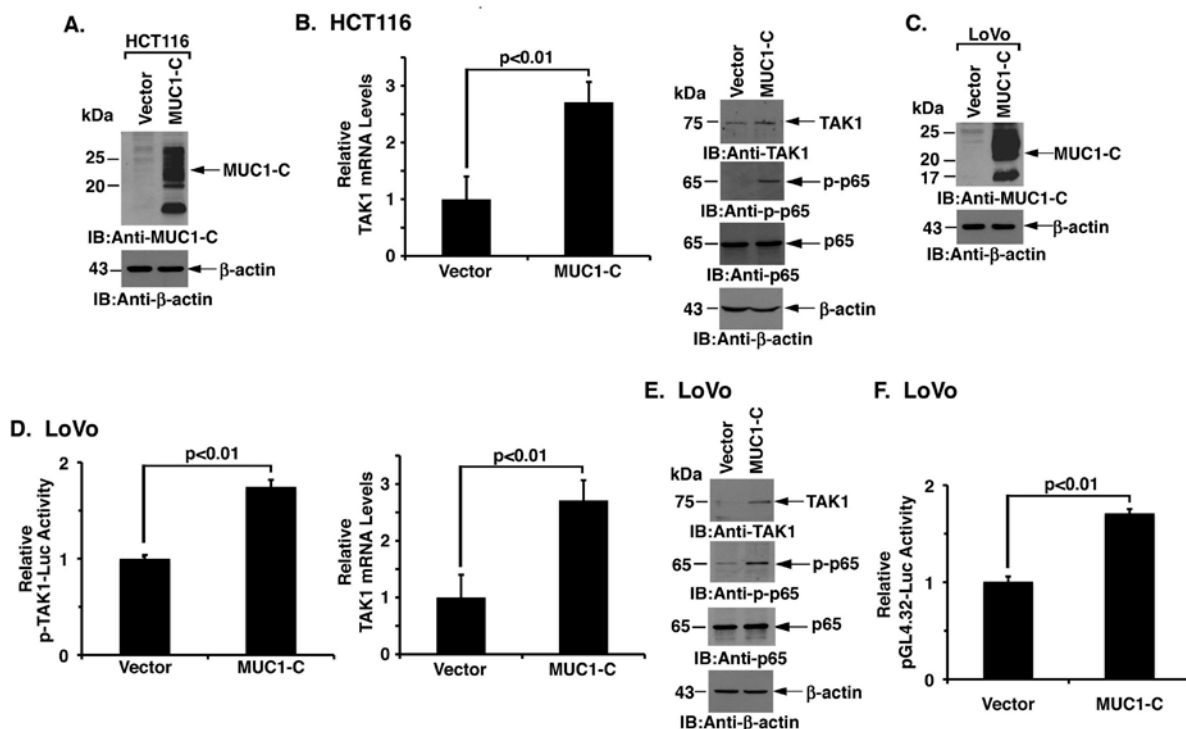 A.
HCT116
Vector
MUC1-C
kDa
25
20
MUC1-C
IB:Anti-MUC1-C
43
β-actin
IB:Anti-β-actin
B. HCT116
p<0.01
Relative
TAK1 mRNA Levels
3
2
1
0
Vector MUC1-C
Vector
MUC1-C
kDa
75 TAK1
IB:Anti-TAK1
65 p-p65
IB:Anti-p-p65
65 p65
IB:Anti-p65
43 β-actin
IB:Anti-β-actin
C.
LoVo
Vector
MUC1-C
kDa
25
20
17
MUC1-C
IB:Anti-MUC1-C
43 β-actin
IB:Anti-β-actin
D. LoVo
p<0.01
Relative
p-TAK1-Luc Activity
2
1
0
Vector MUC1-C
p<0.01
Relative
TAK1 mRNA Levels
3
2
1
0
Vector MUC1-C
E. LoVo
Vector
MUC1-C
kDa
75 TAK1
IB:Anti-TAK1
65 p-p65
IB:Anti-p-p65
65 p65
IB:Anti-p65
43 β-actin
IB:Anti-β-actin
F. LoVo
p<0.01
Relative
pGL4.32-Luc Activity
2
1
0
Vector MUC1-C